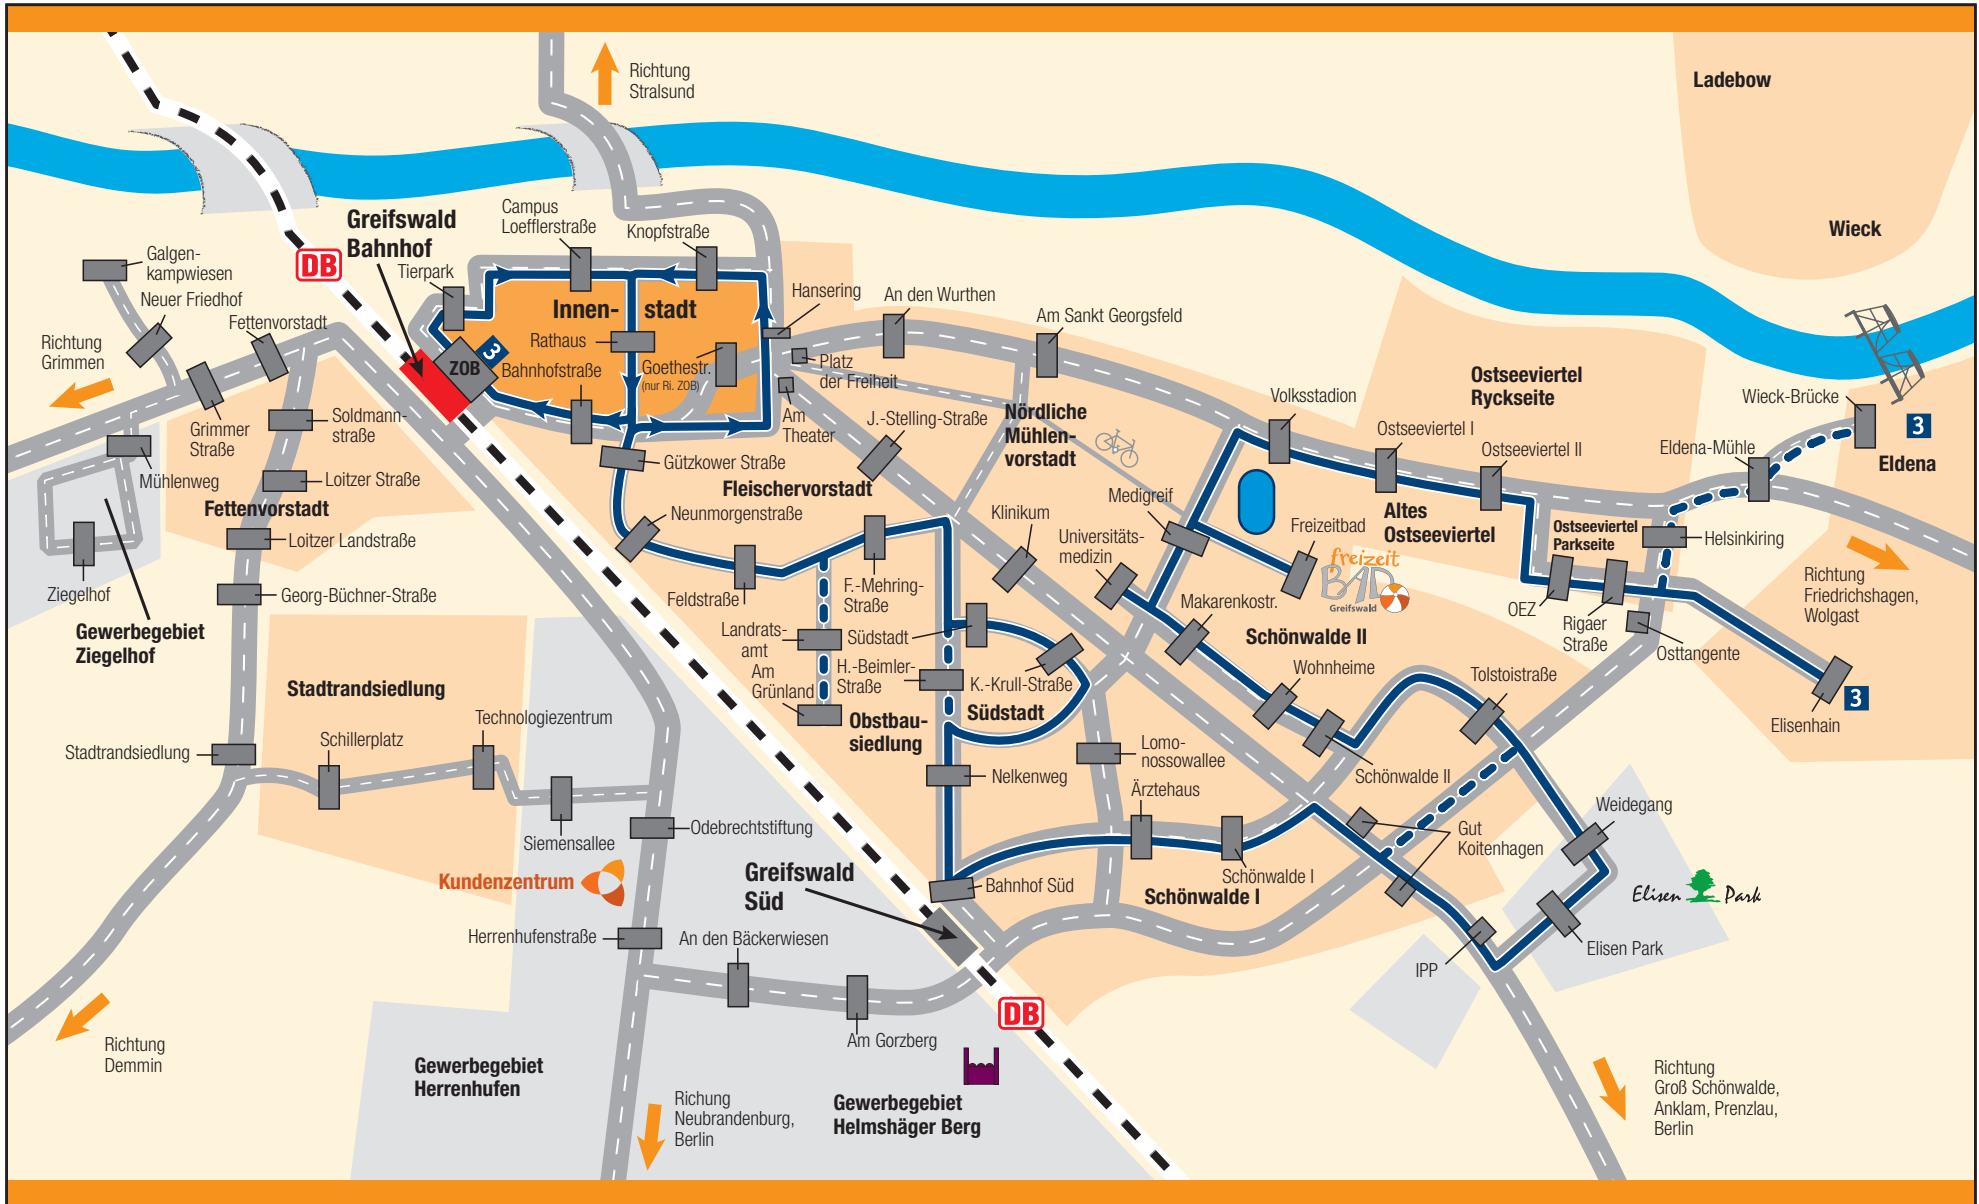 Richtung
Stralsund
Ladebow
Wieck
Greifswald
Bahnhof
DB
Campus
Loefflerstraße
Knopfstraße
Tierpark
Galgen-
kampwiesen
Neuer Friedhof
Fettenvorstadt
Richtung
Grimmen
Innen-
stadt
Hansering
An den Wurthen
Am Sankt Georgsfeld
Rathaus
ZOB
3
Bahnhofstraße
Goethestr.
(nur Ri. ZOB)
Platz
der Freiheit
Am
Theater
J.-Stelling-Straße
Nördliche
Mühlen-
vorstadt
Volksstadion
Ostseeviertel
Ryckseite
Wieck-Brücke
3
Eldena
Ostseeviertel I
Ostseeviertel II
Eldena-Mühle
Grimmer
Straße
Soldmann-
straße
Mühlenweg
Loitzer Straße
Fettenvorstadt
Loitzer Landstraße
Ziegelhof
Georg-Büchner-Straße
Gewerbegebiet
Ziegelhof
Gützkower Straße
Fleischervorstadt
Neunmorgenstraße
Klinikum
Medigreif
Universitäts-
medizin
Freizeitbad
freizeit
BAD
Greifswald
Altes
Ostseeviertel
Ostseeviertel
Parkseite
Helsinkiring
Richtung
Friedrichshagen,
Wolgast
Feldstraße
F.-Mehring-
Straße
Makarenkostr.
Schönwalde II
OEZ
Rigaer
Straße
Osttangente
Landrats-
amt
Südstadt
Am
Grünland
H.-Beimler-
Straße
K.-Krull-Straße
Wohnheime
Tolstoistraße
3
Elisenhain
Stadtrandsiedlung
Technologiezentrum
Schillerplatz
Stadtrandsiedlung
Obstbau-
siedlung
Südstadt
Lomo-
nossowallee
Schönwalde II
Nelkenweg
Ärztehaus
Weidegang
Siemensallee
Odebrechtstiftung
Gut
Koitenhagen
Kundenzentrum
Greifswald
Süd
Bahnhof Süd
Schönwalde I
Schönwalde I
Elisen Park
Herrenhufenstraße
An den Bäckerwiesen
Elisen Park
IPP
DB
Am Gorzberg
Richtung
Demmin
Gewerbegebiet
Herrenhufen
Richung
Neubrandenburg,
Berlin
Gewerbegebiet
Helmshäger Berg
Richtung
Groß Schönwalde,
Anklam, Prenzlau,
Berlin